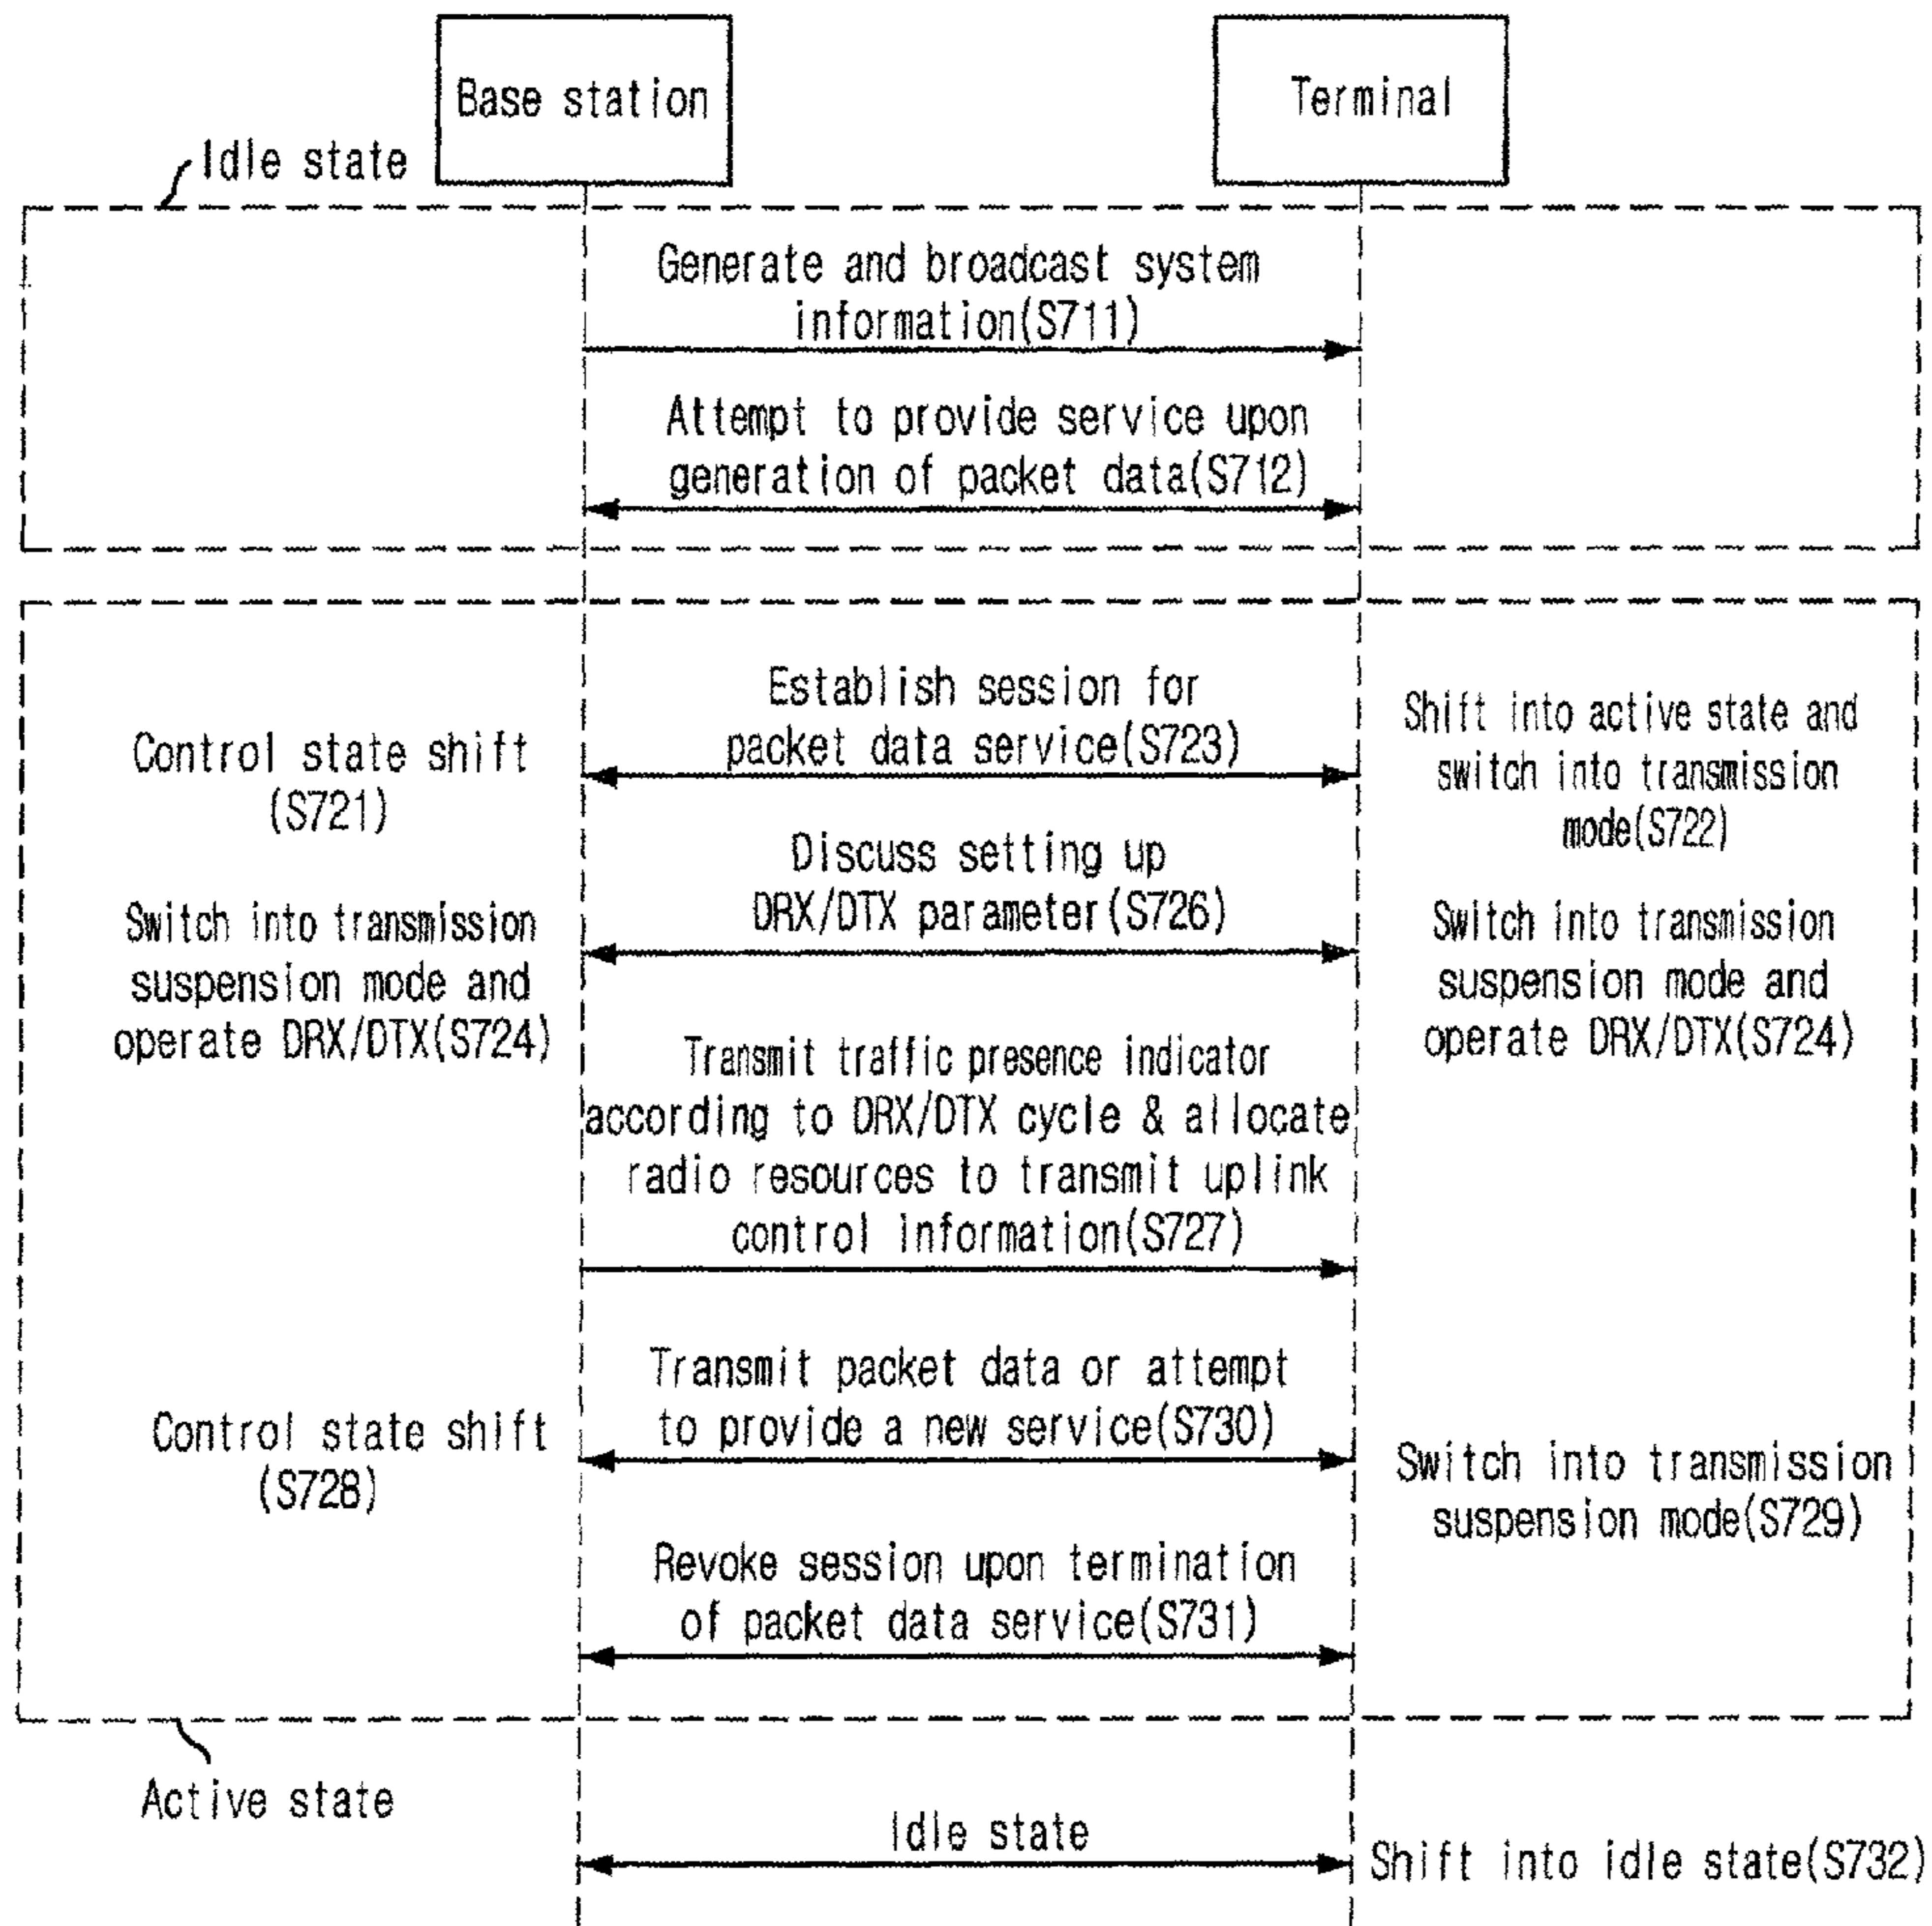 Base station
Terminal
Idle state
Generate and broadcast system
information(S711)
Attempt to provide service upon
generation of packet data(S712)
Establish session for
packet data service(S723)
Control state shift
(S721)
Shift into active state and
switch into transmission
mode(S722)
Discuss setting up
DRX/DTX parameter(S726)
Switch into transmission
suspension mode and
operate DRX/DTX(S724)
Switch into transmission
suspension mode and
operate DRX/DTX(S724)
Transmit traffic presence indicator
according to DRX/DTX cycle & allocate
radio resources to transmit uplink
control information(S727)
Transmit packet data or attempt
to provide a new service(S730)
Control state shift
(S728)
Switch into transmission
suspension mode(S729)
Revoke session upon termination
of packet data service(S731)
Active state
Idle state
Shift into idle state(S732)